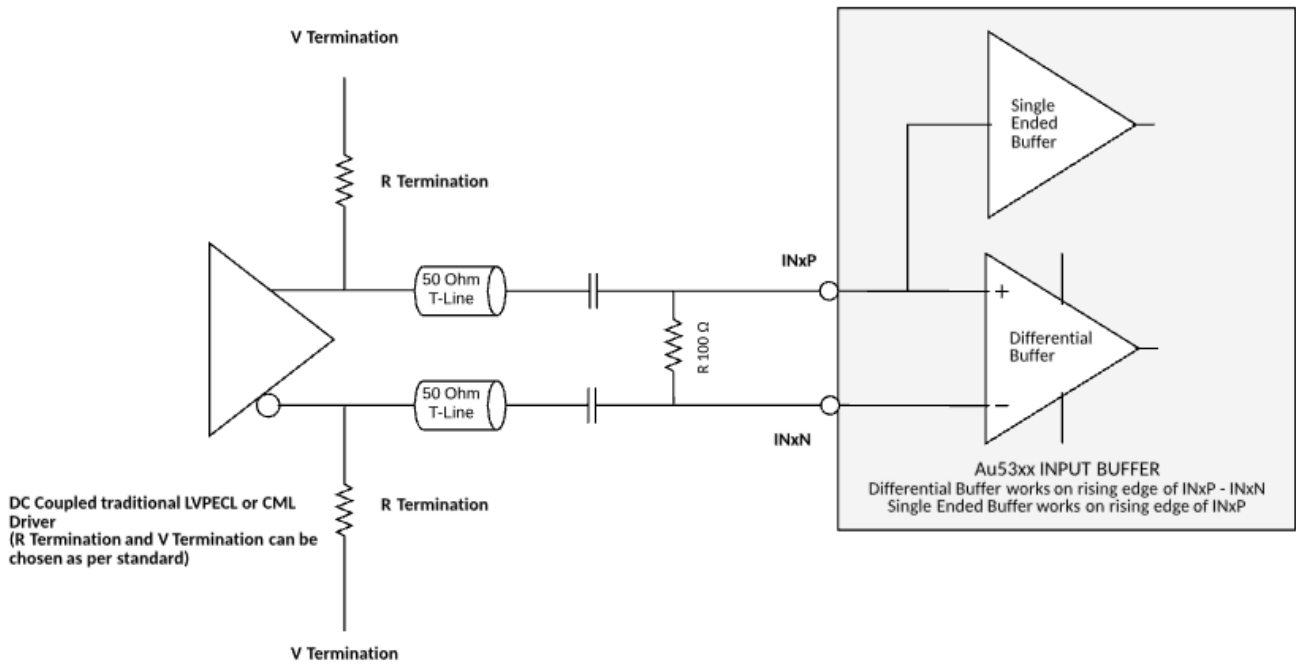 V Termination
R Termination
Single
Ended
Buffer
50 Ohm
T-Line
INxP
+
R 100 Ω
Differential
Buffer
50 Ohm
T-Line
−
INxN
Au53xx INPUT BUFFER
Differential Buffer works on rising edge of INxP - INxN
Single Ended Buffer works on rising edge of INxP
DC Coupled traditional LVPECL or CML
Driver
(R Termination and V Termination can be
chosen as per standard)
R Termination
V Termination